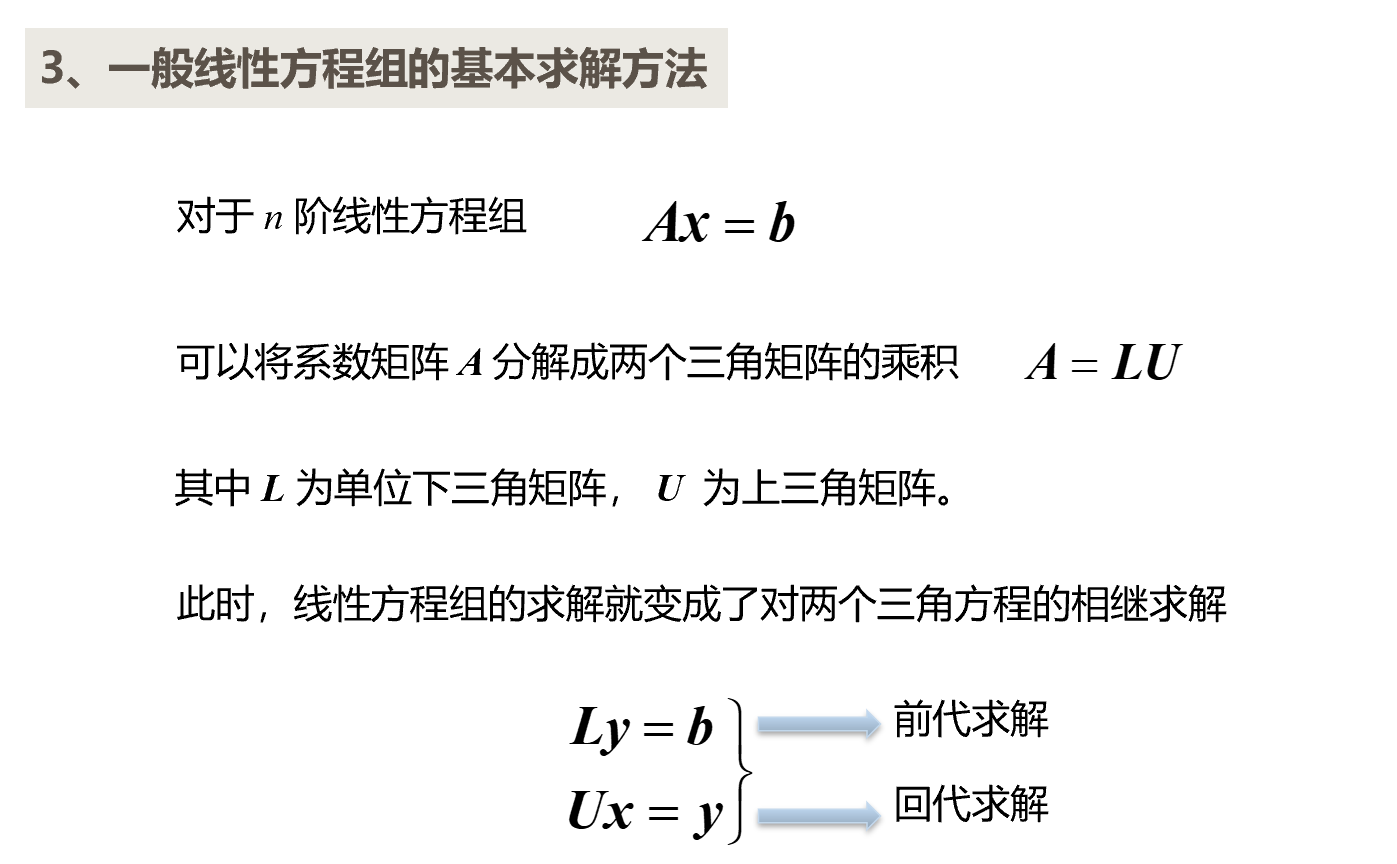 3、一般线性方程组的基本求解方法
对于 n 阶线性方程组 Ax = b
可以将系数矩阵 A 分解成两个三角矩阵的乘积 A = LU
其中 L 为单位下三角矩阵， U 为上三角矩阵。
此时，线性方程组的求解就变成了对两个三角方程的相继求解
Ly = b 前代求解
Ux = y 回代求解